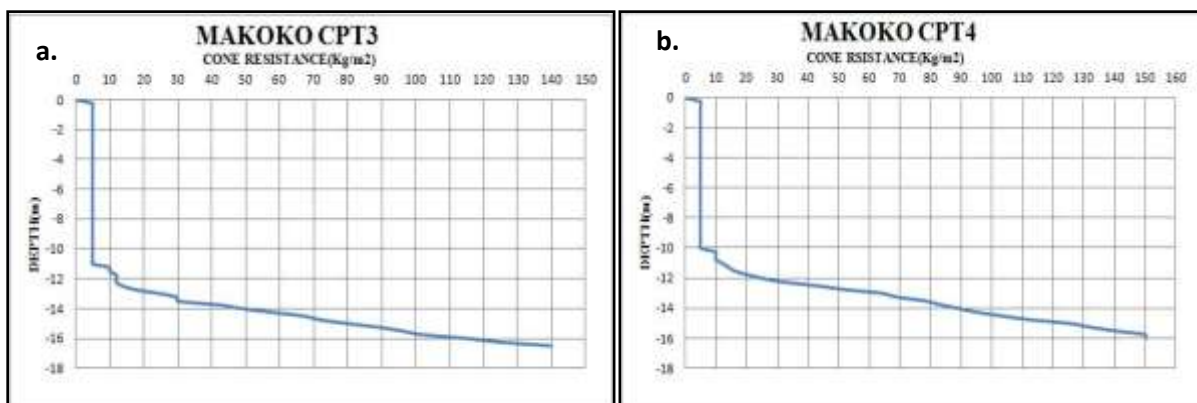 a.
MAKOKO CPT3
CONE RESISTANCE(Kg/m2)
0 10 20 30 40 50 60 70 80 90 100 110 120 130 140 150
0
-2
-4
-6
-8
-10
-12
-14
-16
-18
DEPTH(m)
b.
MAKOKO CPT4
CONE RSISTANCE(Kg/m2)
0 10 20 30 40 50 60 70 80 90 100 110 120 130 140 150 160
0
-2
-4
-6
-8
-10
-12
-14
-16
-18
DEPTH(m)